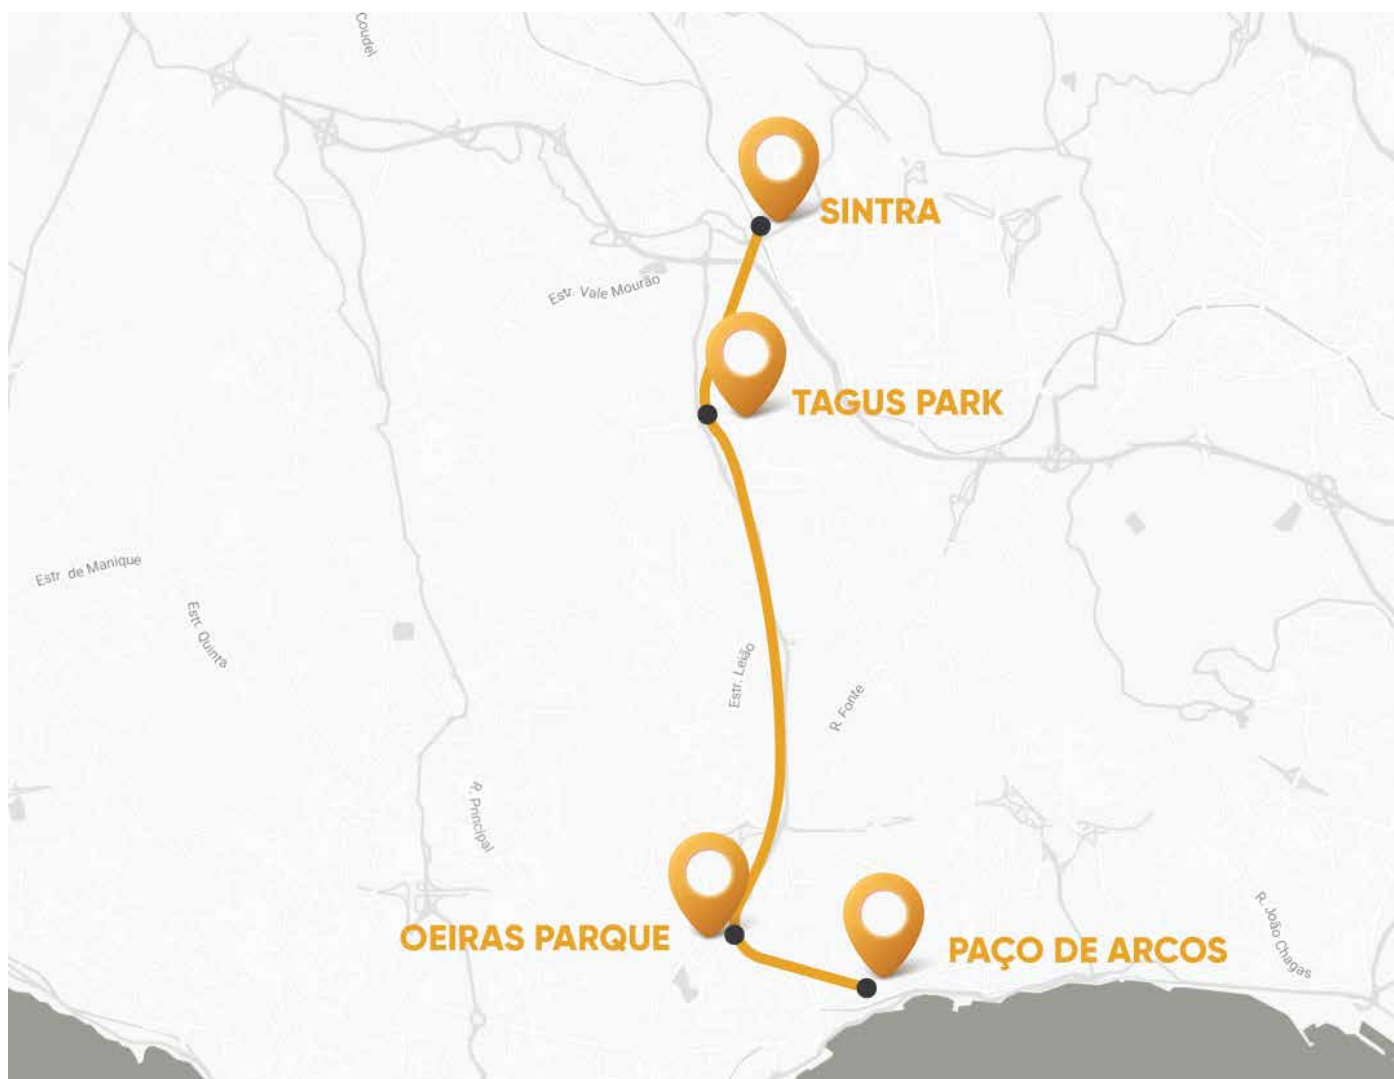 Coudel
SINTRA
Estr. Vale Mourão
TAGUS PARK
Estr. de Manique
Estr. Quinta
Estr. Leião
R. Fonte
R. Principal
OEIRAS PARQUE
PAÇO DE ARCOS
R. João Chagas